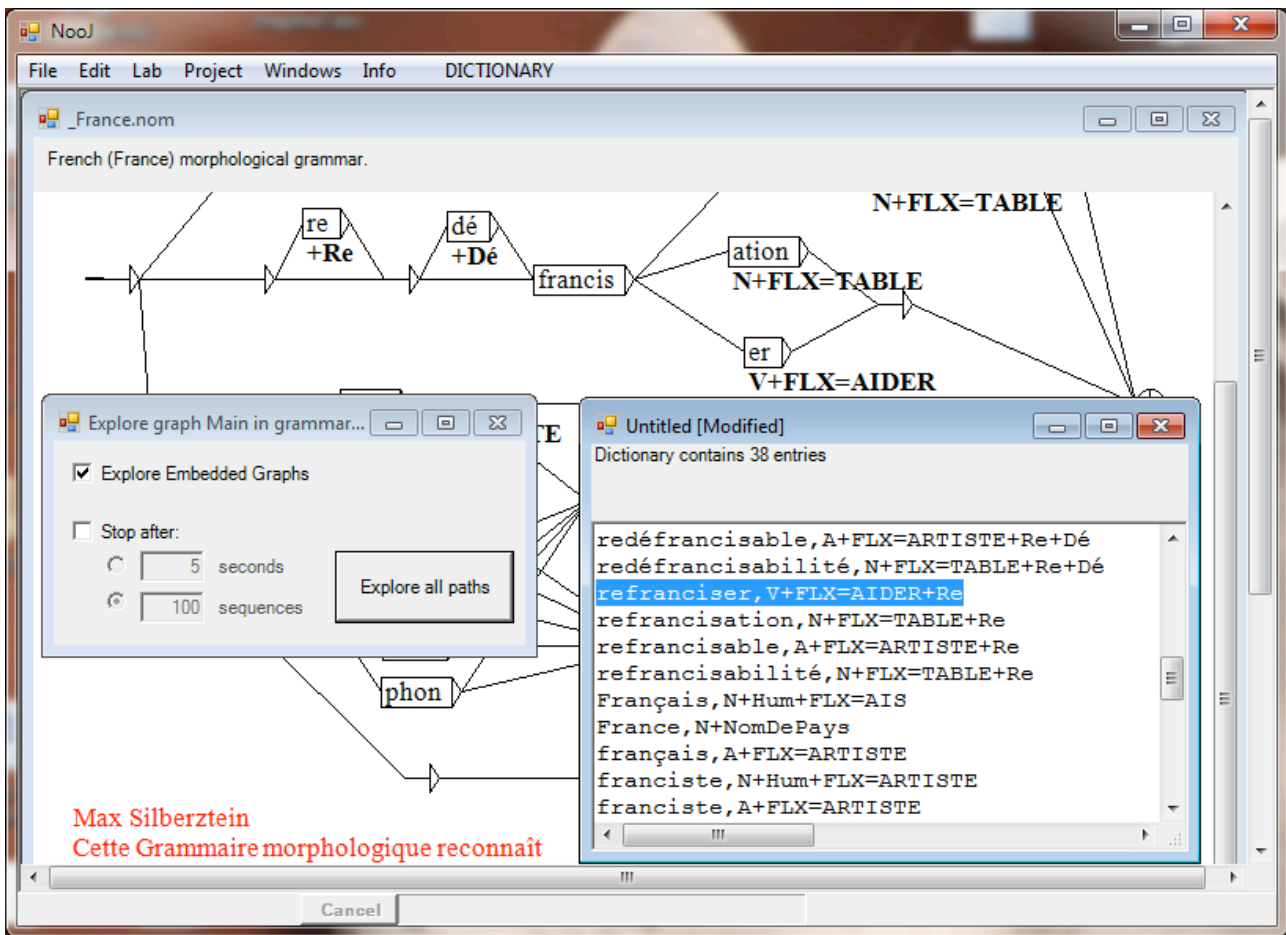 NooJ
File Edit Lab Project Windows Info DICTIONARY
_France.nom
French (France) morphological grammar.
N+FLX=TABLE
re
+Re
dé
+Dé
francis
ation
N+FLX=TABLE
er
V+FLX=AIDER
TE
phon
Max Silberztein
Cette Grammaire morphologique reconnaît
Explore graph Main in grammar...
Explore Embedded Graphs
Stop after:
5 seconds
100 sequences
Explore all paths
Untitled [Modified]
Dictionary contains 38 entries
redéfrancisable,A+FLX=ARTISTE+Re+Dé
redéfrancisabilité,N+FLX=TABLE+Re+Dé
refranciser,V+FLX=AIDER+Re
refrancisation,N+FLX=TABLE+Re
refrancisable,A+FLX=ARTISTE+Re
refrancisabilité,N+FLX=TABLE+Re
Français,N+Hum+FLX=AIS
France,N+NomDePays
français,A+FLX=ARTISTE
franciste,N+Hum+FLX=ARTISTE
franciste,A+FLX=ARTISTE
Cancel